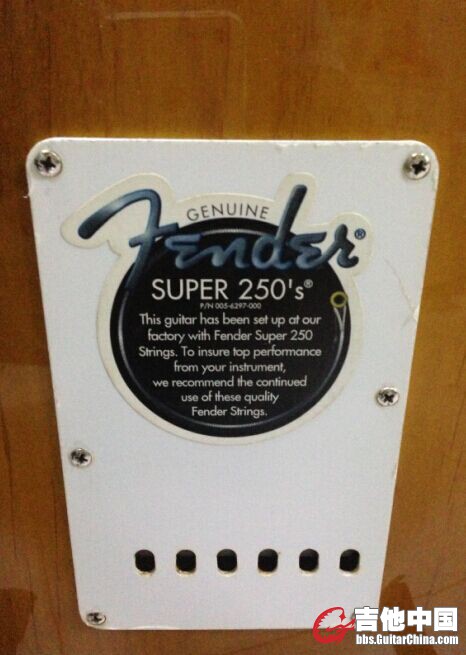 GENUINE
Fender®
SUPER 250's®
P/N 005-6297-000
This guitar has been set up at our
factory with Fender Super 250
Strings. To insure top performance
from your instrument,
we recommend the continued
use of these quality
Fender Strings.
吉他中国
bbs.GuitarChina.com